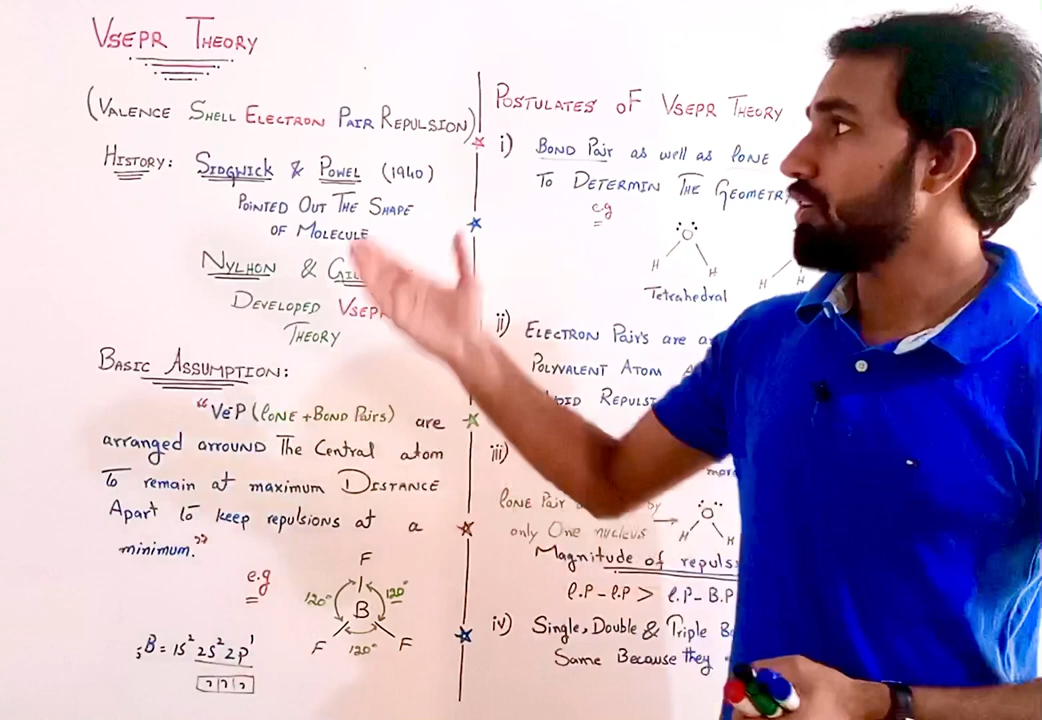 VSEPR THEORY
(VALENCE SHELL ELECTRON PAIR REPULSION)
HISTORY: SIDGWICK & POWEL (1940)
POINTED OUT THE SHAPE
OF MOLECULE
NYLHON &
DEVELOPED VSEPR
THEORY
BASIC ASSUMPTION:
"VeP (lONE + BOND PAIRS) are
arranged arround The Central atom
To remain at maximum DISTANCE
Apart to keep repulsions at a
minimum."
e.g
F
120° 120°
B
F 120° F
5B = 1S² 2S² 2P¹
POSTULATES OF VSEPR THEORY
i) BOND PAIR as well as lONE
TO DETERMIN THE GEOMETRY
e.g
O
H H
H H
Tetrahedral
ii) ELECTRON PAIR'S are
POLYVALENT ATOM
iii)
more
lONE PAIR by
only One nucleus
O
H H
Magnitude of repuls
l.P - l.P > l.P - B.P
iv) Single, Double & Triple
Same Because they